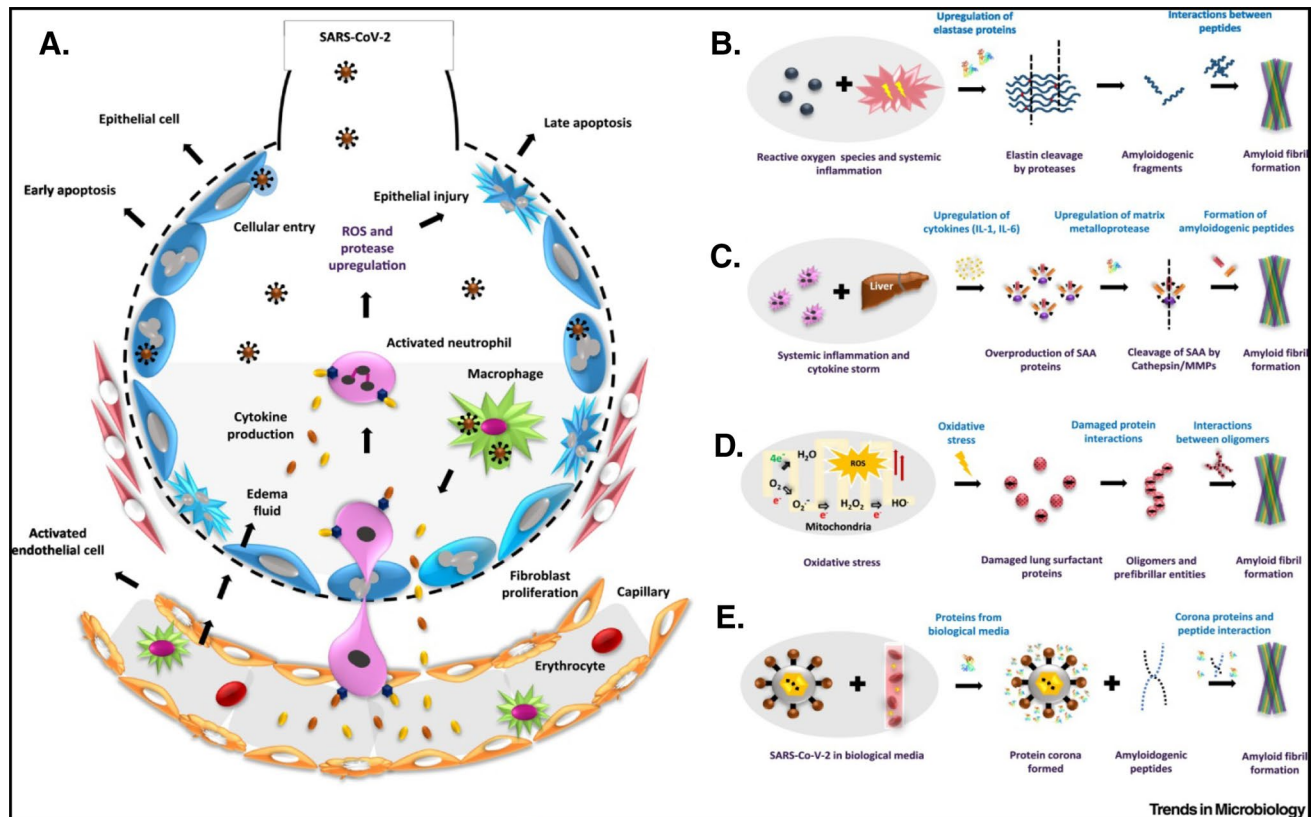 A.
SARS-CoV-2
Epithelial cell
Late apoptosis
Early apoptosis
Epithelial injury
Cellular entry
ROS and
protease
upregulation
Activated neutrophil
Macrophage
Cytokine
production
Edema
fluid
Activated
endothelial cell
Fibroblast
proliferation
Capillary
Erythrocyte
B.
Upregulation of
elastase proteins
Interactions between
peptides
Reactive oxygen species and systemic
inflammation
Elastin cleavage
by proteases
Amyloidogenic
fragments
Amyloid fibril
formation
C.
Upregulation of
cytokines (IL-1, IL-6)
Upregulation of matrix
metalloprotease
Formation of
amyloidogenic peptides
Liver
Systemic inflammation and
cytokine storm
Overproduction of SAA
proteins
Cleavage of SAA by
Cathepsin/MMPs
Amyloid fibril
formation
D.
Oxidative
stress
Damaged protein
interactions
Interactions
between oligomers
4e⁻
H₂O
ROS
O₂
e⁻
O₂·⁻
e⁻
H₂O₂
e⁻
HO·
Mitochondria
Oxidative stress
Damaged lung surfactant
proteins
Oligomers and
prefibrillar entities
Amyloid fibril
formation
E.
Proteins from
biological media
Corona proteins and
peptide interaction
SARS-Co-V-2 in biological media
Protein corona
formed
Amyloidogenic
peptides
Amyloid fibril
formation
Trends in Microbiology